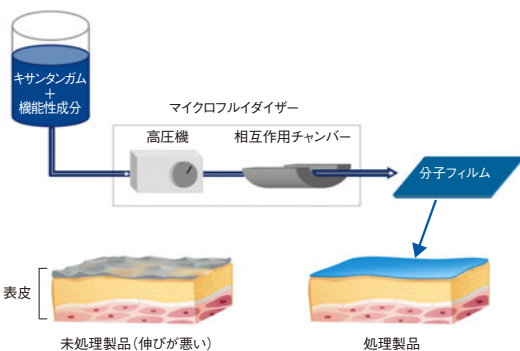 キサンタンガム
+
機能性成分
マイクロフルイダイザー
高圧機
相互作用チャンバー
分子フィルム
表皮
未処理製品（伸びが悪い）
処理製品